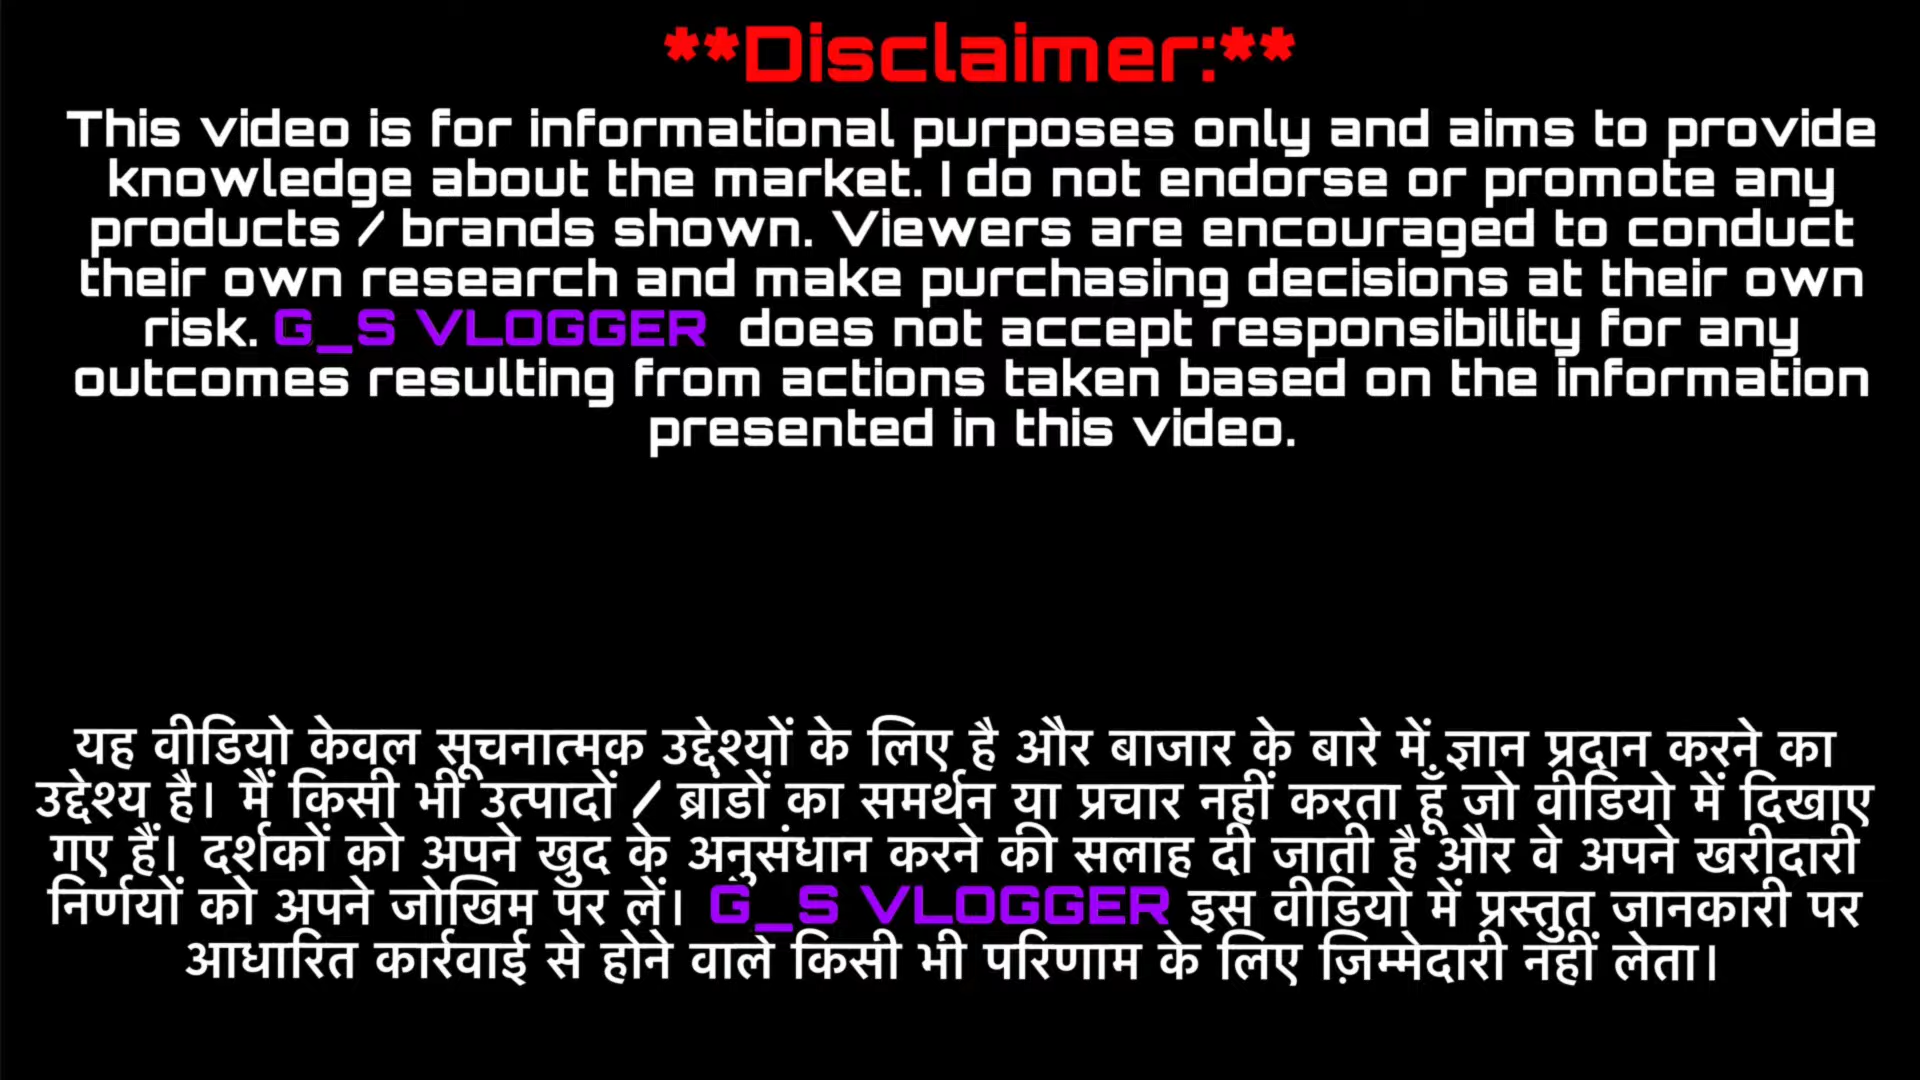 **Disclaimer:**
This video is for informational purposes only and aims to provide
knowledge about the market. I do not endorse or promote any
products / brands shown. Viewers are encouraged to conduct
their own research and make purchasing decisions at their own
risk. G_S VLOGGER does not accept responsibility for any
outcomes resulting from actions taken based on the information
presented in this video.
यह वीडियो केवल सूचनात्मक उद्देश्यों के लिए है और बाजार के बारे में ज्ञान प्रदान करने का
उद्देश्य है। मैं किसी भी उत्पादों / ब्रांडों का समर्थन या प्रचार नहीं करता हूँ जो वीडियो में दिखाए
गए हैं। दर्शकों को अपने खुद के अनुसंधान करने की सलाह दी जाती है और वे अपने खरीदारी
निर्णयों को अपने जोखिम पर लें। G_S VLOGGER इस वीडियो में प्रस्तुत जानकारी पर
आधारित कार्रवाई से होने वाले किसी भी परिणाम के लिए ज़िम्मेदारी नहीं लेता।